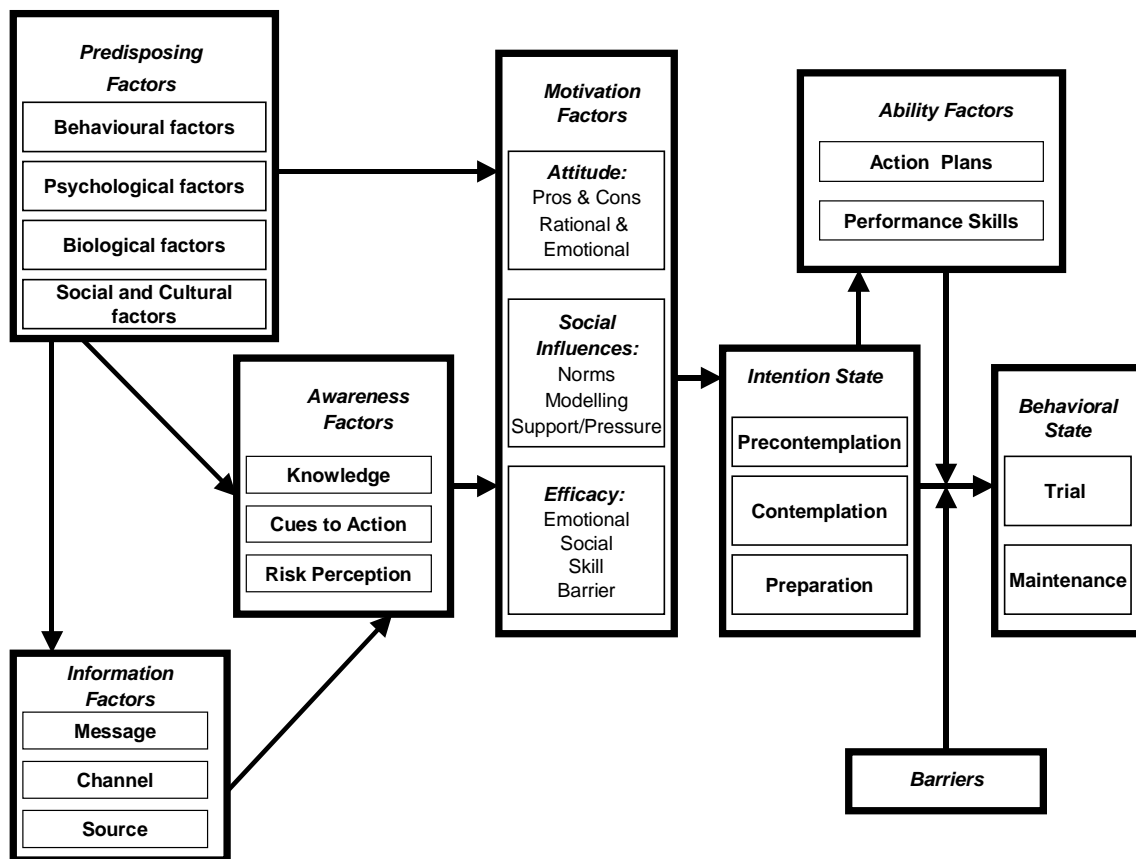 Predisposing
Factors
Behavioural factors
Psychological factors
Biological factors
Social and Cultural
factors
Information
Factors
Message
Channel
Source
Awareness
Factors
Knowledge
Cues to Action
Risk Perception
Motivation
Factors
Attitude:
Pros & Cons
Rational &
Emotional
Social
Influences:
Norms
Modelling
Support/Pressure
Efficacy:
Emotional
Social
Skill
Barrier
Intention State
Precontemplation
Contemplation
Preparation
Ability Factors
Action Plans
Performance Skills
Barriers
Behavioral
State
Trial
Maintenance